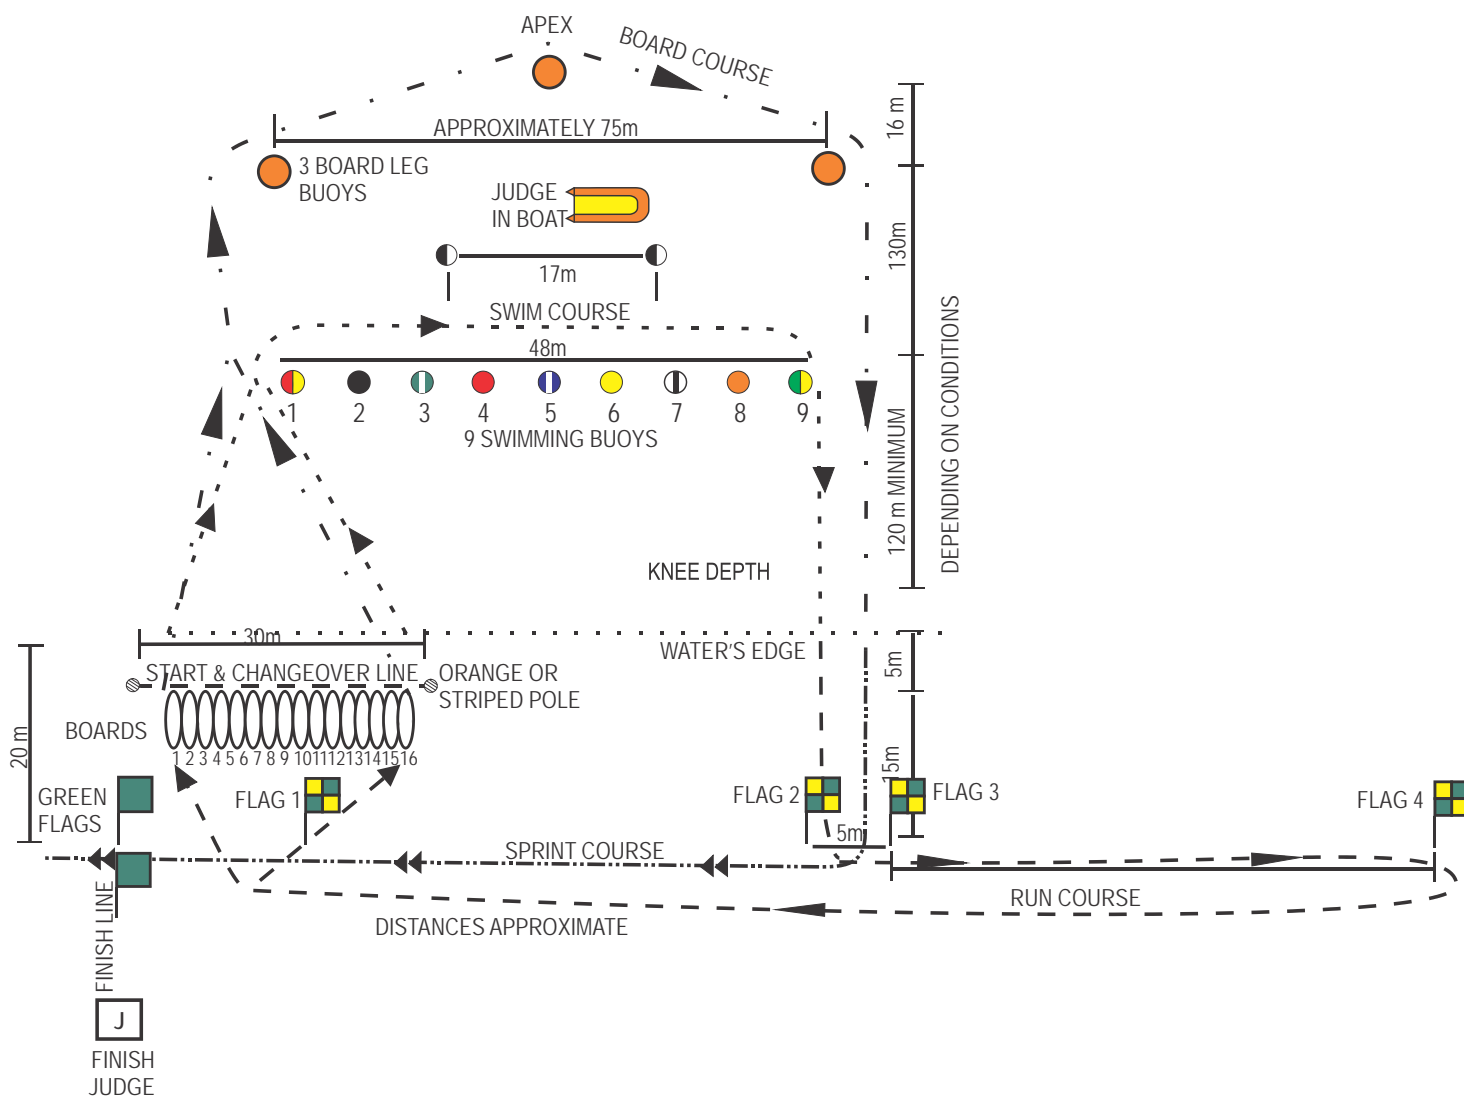 APEX
BOARD COURSE
16 m
APPROXIMATELY 75m
3 BOARD LEG
BUOYS
JUDGE
IN BOAT
130m
17m
SWIM COURSE
48m
1 2 3 4 5 6 7 8 9
9 SWIMMING BUOYS
120 m MINIMUM
DEPENDING ON CONDITIONS
KNEE DEPTH
30m
WATER'S EDGE
5m
START & CHANGEOVER LINE
ORANGE OR
STRIPED POLE
BOARDS
20 m
1 2 3 4 5 6 7 8 9 10 11 12 13 14 15 16
15m
GREEN
FLAGS
FLAG 1
FLAG 2
FLAG 3
FLAG 4
5m
SPRINT COURSE
RUN COURSE
DISTANCES APPROXIMATE
FINISH LINE
J
FINISH
JUDGE